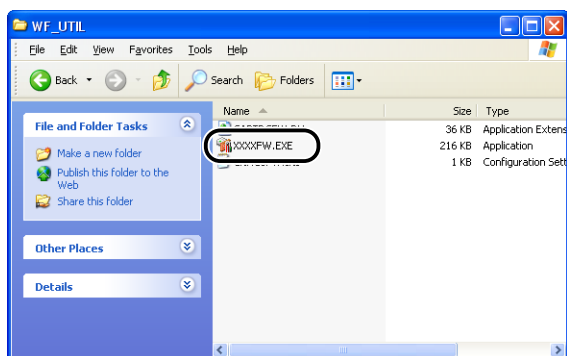 WF_UTIL
File Edit View Favorites Tools Help
Back Search Folders
Name Size Type
File and Folder Tasks
Make a new folder
Publish this folder to the
Web
Share this folder
Other Places
Details
36 KB Application Extens
XXXXFW.EXE 216 KB Application
1 KB Configuration Sett